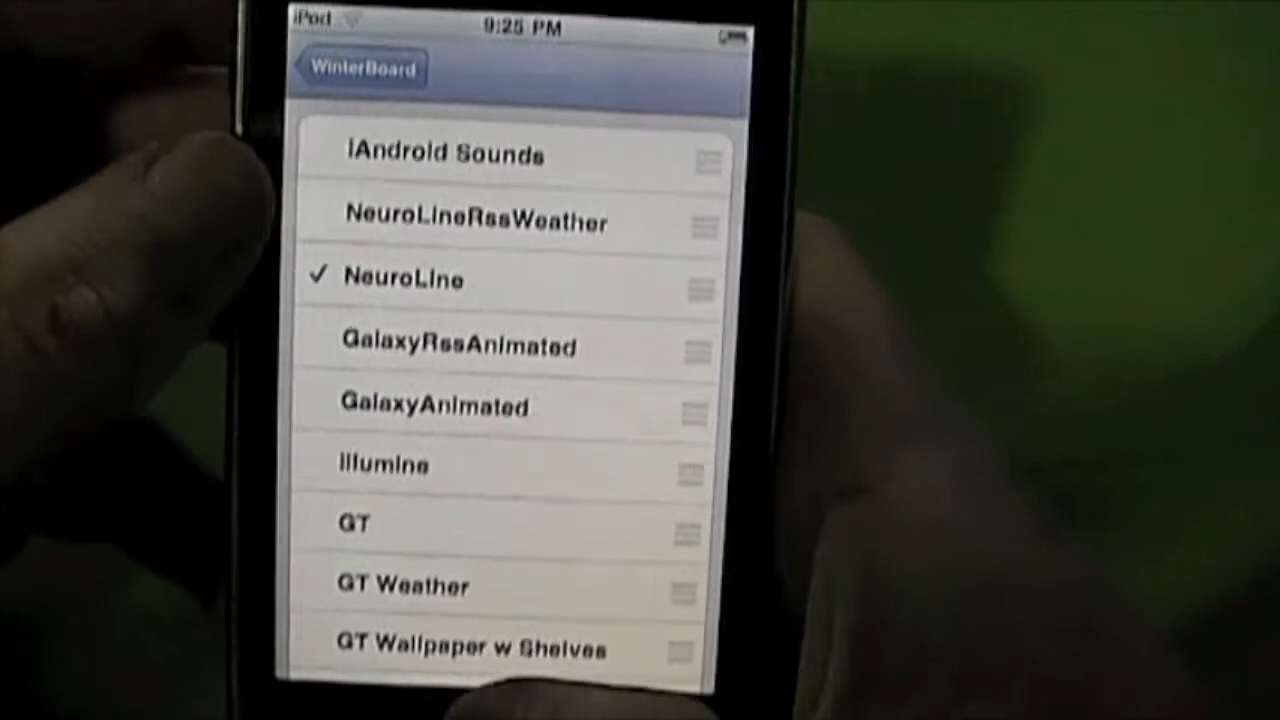 iPod 9:25 PM
WinterBoard
iAndroid Sounds
NeuroLineRssWeather
✓ NeuroLine
GalaxyRssAnimated
GalaxyAnimated
illumine
GT
GT Weather
GT Wallpaper w Shelves